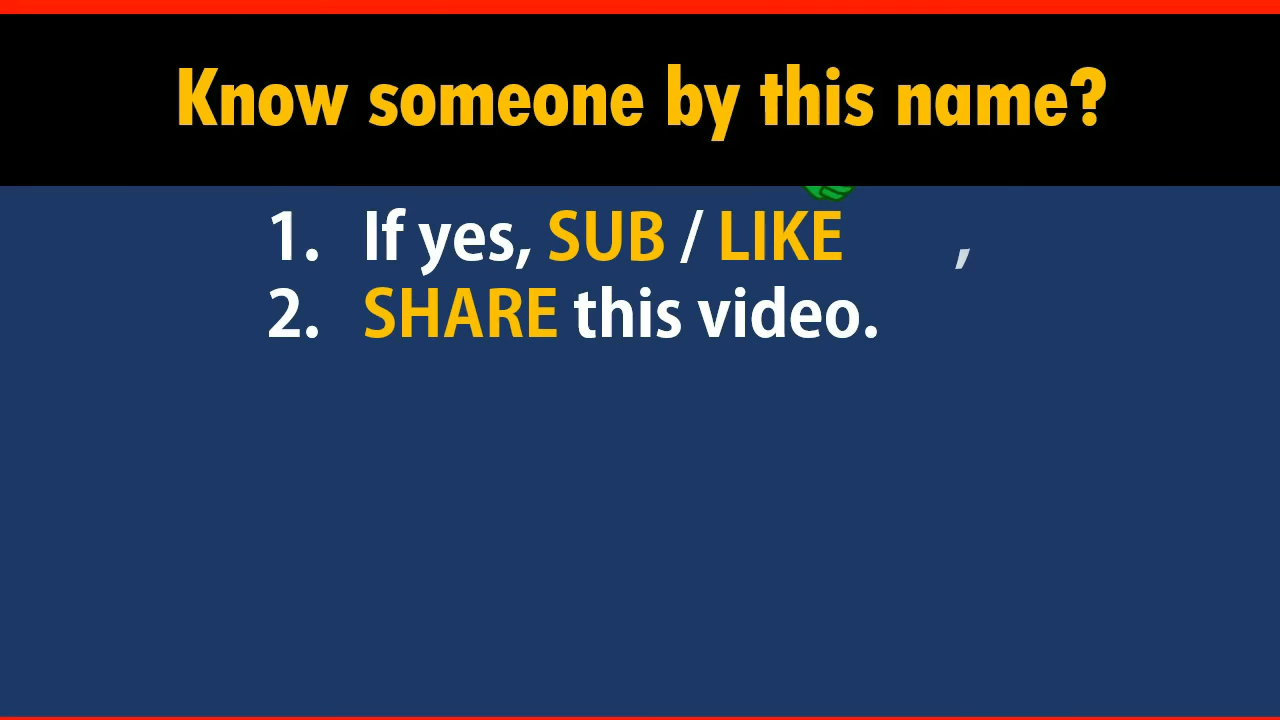 Know someone by this name?
1. If yes, SUB / LIKE ,
2. SHARE this video.